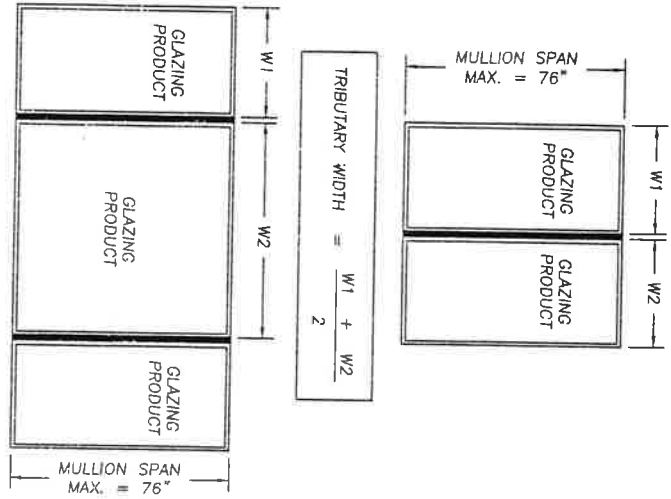 MULLION SPAN
MAX. = 76"
W1
W2
GLAZING
PRODUCT
GLAZING
PRODUCT
TRIBUTARY WIDTH = W1 + W2
2
W1
W2
GLAZING
PRODUCT
GLAZING
PRODUCT
GLAZING
PRODUCT
MULLION SPAN
MAX. = 76"